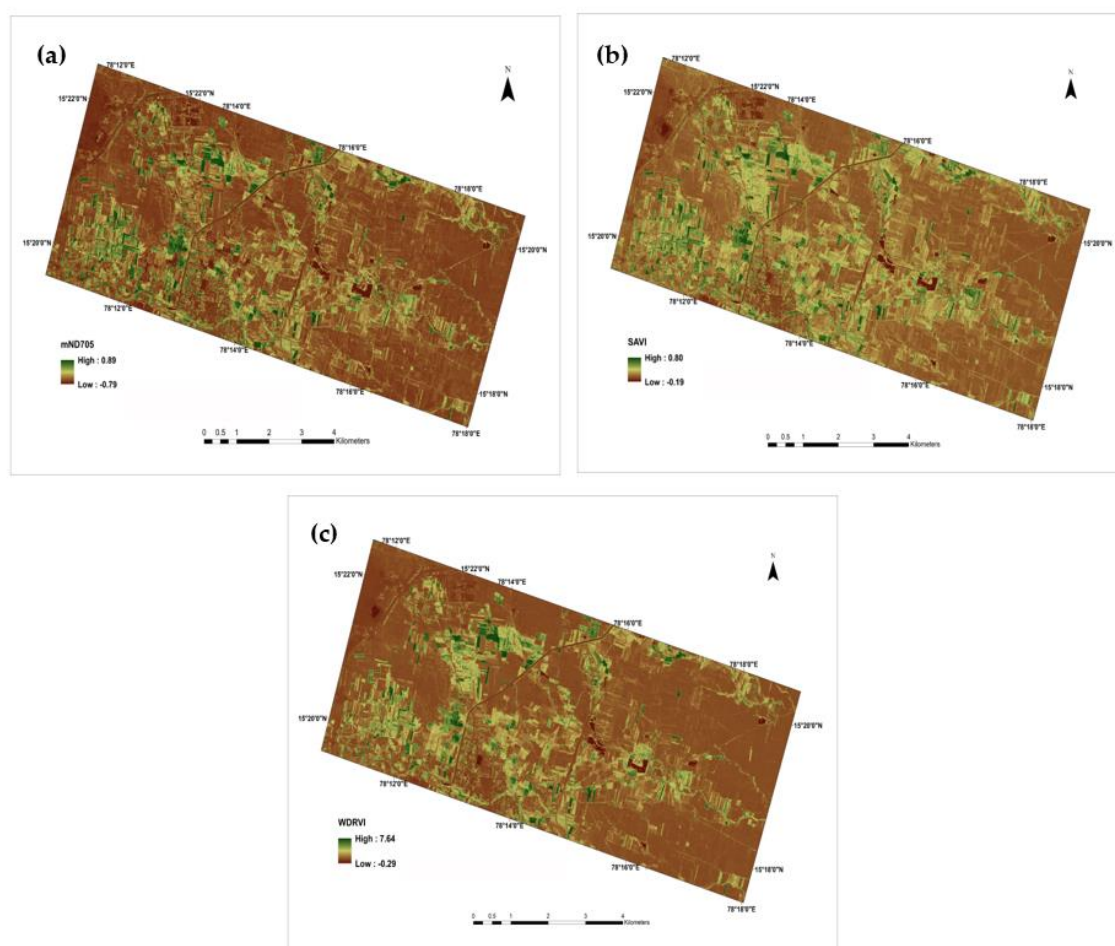 (a)
N
78°12'0"E
15°22'0"N
15°22'0"N
78°14'0"E
78°16'0"E
78°18'0"E
15°20'0"N
15°20'0"N
78°12'0"E
78°14'0"E
78°16'0"E
15°18'0"N
78°18'0"E
mND705
High : 0.89
Low : -0.79
0 0.5 1 2 3 4
Kilometers
(b)
N
78°12'0"E
15°22'0"N
15°22'0"N
78°14'0"E
78°16'0"E
78°18'0"E
15°20'0"N
15°20'0"N
78°12'0"E
78°14'0"E
78°16'0"E
15°18'0"N
78°18'0"E
SAVI
High : 0.80
Low : -0.19
0 0.5 1 2 3 4
Kilometers
(c)
N
78°12'0"E
15°22'0"N
15°22'0"N
78°14'0"E
78°16'0"E
78°18'0"E
15°20'0"N
15°20'0"N
78°12'0"E
78°14'0"E
78°16'0"E
15°18'0"N
78°18'0"E
WDRVI
High : 7.64
Low : -0.29
0 0.5 1 2 3 4
Kilometers